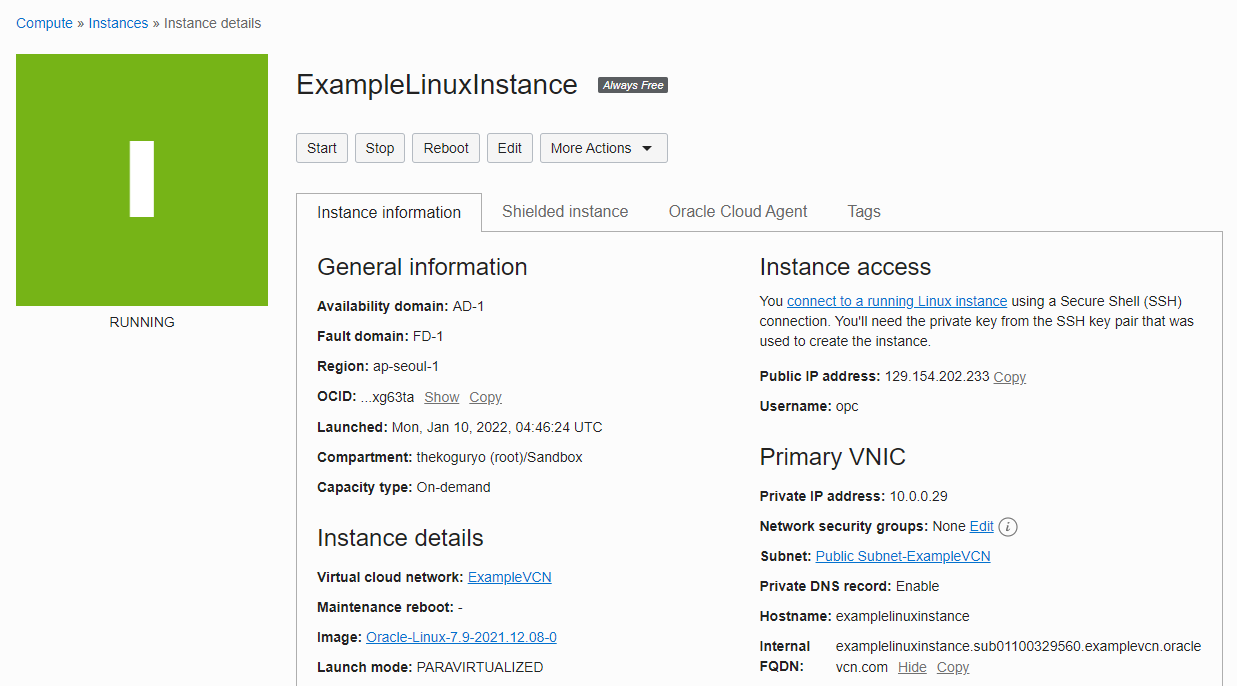 Compute » Instances » Instance details
RUNNING
ExampleLinuxInstance Always Free
Start Stop Reboot Edit More Actions
Instance information Shielded instance Oracle Cloud Agent Tags
General information
Availability domain: AD-1
Fault domain: FD-1
Region: ap-seoul-1
OCID: ...xg63ta Show Copy
Launched: Mon, Jan 10, 2022, 04:46:24 UTC
Compartment: thekoguryo (root)/Sandbox
Capacity type: On-demand
Instance details
Virtual cloud network: ExampleVCN
Maintenance reboot: -
Image: Oracle-Linux-7.9-2021.12.08-0
Launch mode: PARAVIRTUALIZED
Instance access
You connect to a running Linux instance using a Secure Shell (SSH)
connection. You'll need the private key from the SSH key pair that was
used to create the instance.
Public IP address: 129.154.202.233 Copy
Username: opc
Primary VNIC
Private IP address: 10.0.0.29
Network security groups: None Edit i
Subnet: Public Subnet-ExampleVCN
Private DNS record: Enable
Hostname: examplelinuxinstance
Internal FQDN: examplelinuxinstance.sub01100329560.examplevcn.oracle
vcn.com Hide Copy